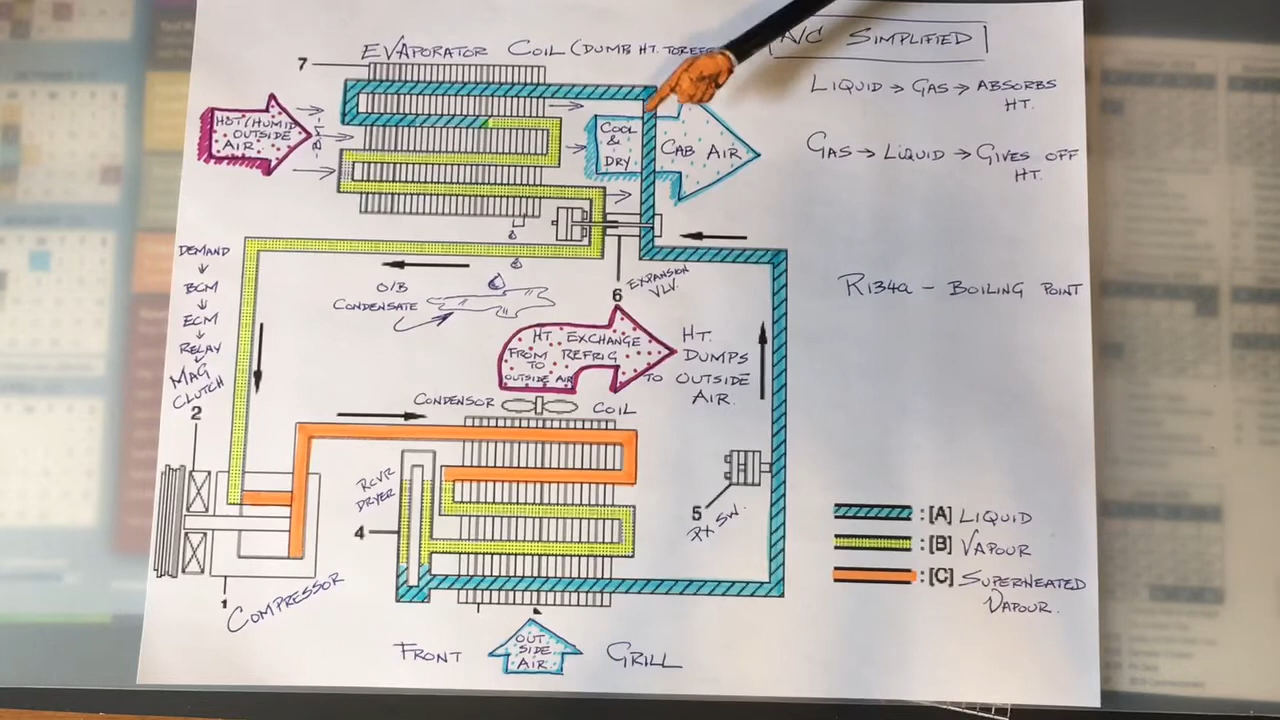 EVAPORATOR COIL (DUMB HT.
A/C SIMPLIFIED
7
LIQUID → GAS → ABSORBS
HT.
GAS → LIQUID → GIVES OFF
HT.
R134a - BOILING POINT
HOT/HUMID
OUTSIDE
AIR
COOL
&
DRY
CAB AIR
DEMAND
↓
BCM
↓
ECM
↓
RELAY
↓
MAG
CLUTCH
2
O/B
CONDENSATE
6
EXPANSION
VLV.
HT EXCHANGE
FROM REFRIG
TO
OUTSIDE AIR
HT.
DUMPS
TO OUTSIDE
AIR.
CONDENSOR COIL
RCVR
DRYER
4
5
PX SW.
1
COMPRESSOR
: [A] LIQUID
: [B] VAPOUR
: [C] SUPERHEATED
VAPOUR.
FRONT GRILL
OUT
SIDE
AIR